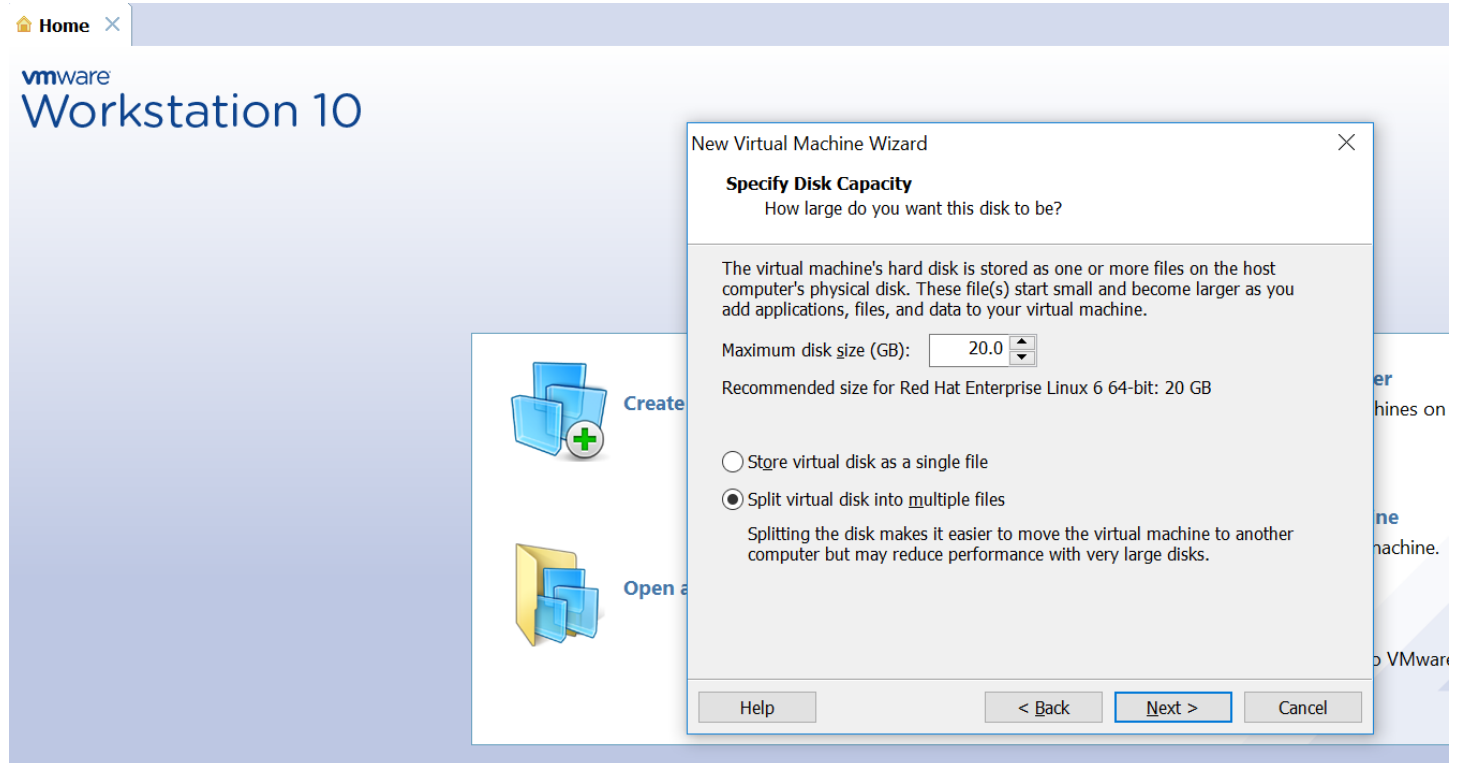 Home
vmware
Workstation 10
New Virtual Machine Wizard
Specify Disk Capacity
How large do you want this disk to be?
The virtual machine's hard disk is stored as one or more files on the host
computer's physical disk. These file(s) start small and become larger as you
add applications, files, and data to your virtual machine.
Maximum disk size (GB): 20.0
Recommended size for Red Hat Enterprise Linux 6 64-bit: 20 GB
Store virtual disk as a single file
Split virtual disk into multiple files
Splitting the disk makes it easier to move the virtual machine to another
computer but may reduce performance with very large disks.
Help
< Back
Next >
Cancel
Create
Open a
er
hines on
ne
nachine.
o VMware